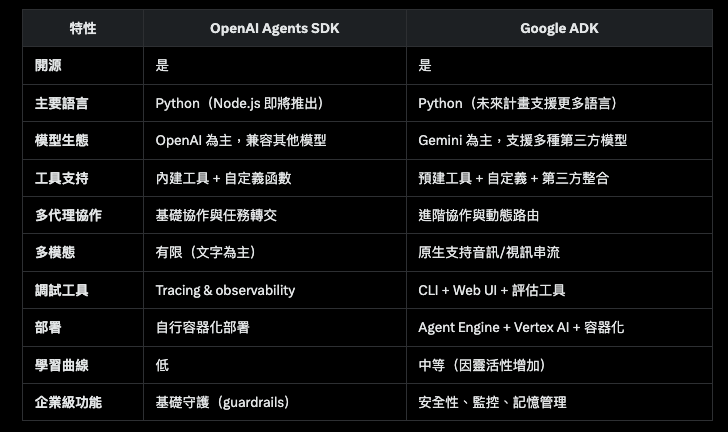 特性 OpenAI Agents SDK Google ADK
開源 是 是
主要語言 Python（Node.js 即將推出） Python（未來計畫支援更多語言）
模型生態 OpenAI 為主，兼容其他模型 Gemini 為主，支援多種第三方模型
工具支持 內建工具 + 自定義函數 預建工具 + 自定義 + 第三方整合
多代理協作 基礎協作與任務轉交 進階協作與動態路由
多模態 有限（文字為主） 原生支持音訊/視訊串流
調試工具 Tracing & observability CLI + Web UI + 評估工具
部署 自行容器化部署 Agent Engine + Vertex AI + 容器化
學習曲線 低 中等（因靈活性增加）
企業級功能 基礎守護（guardrails） 安全性、監控、記憶管理